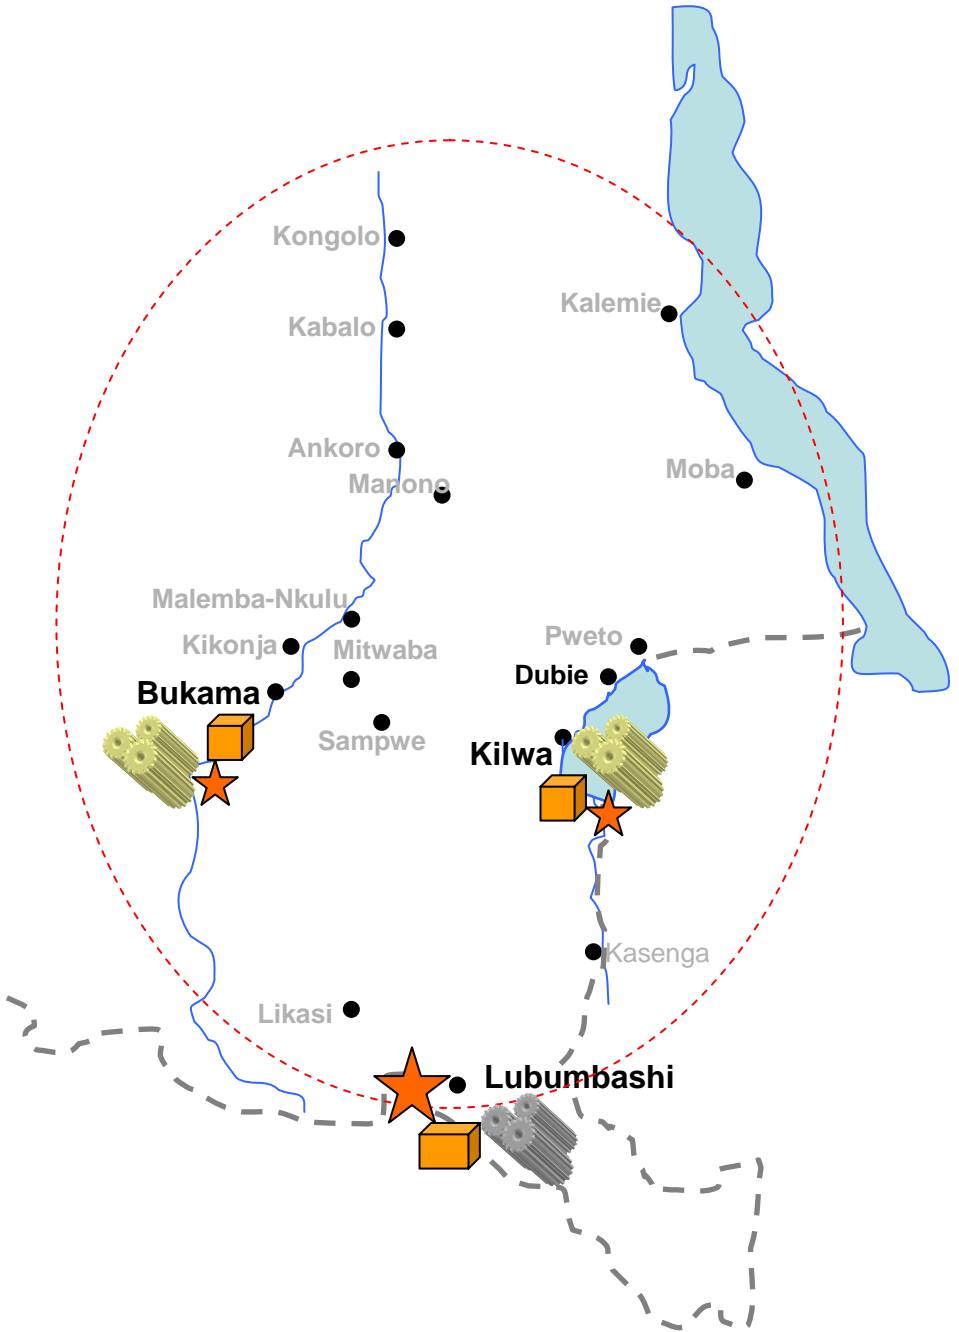 Kongolo
Kalemie
Kabalo
Ankoro
Moba
Manono
Malemba-Nkulu
Pweto
Kikonja
Mitwaba
Dubie
Bukama
Sampwe
Kilwa
Kasenga
Likasi
Lubumbashi